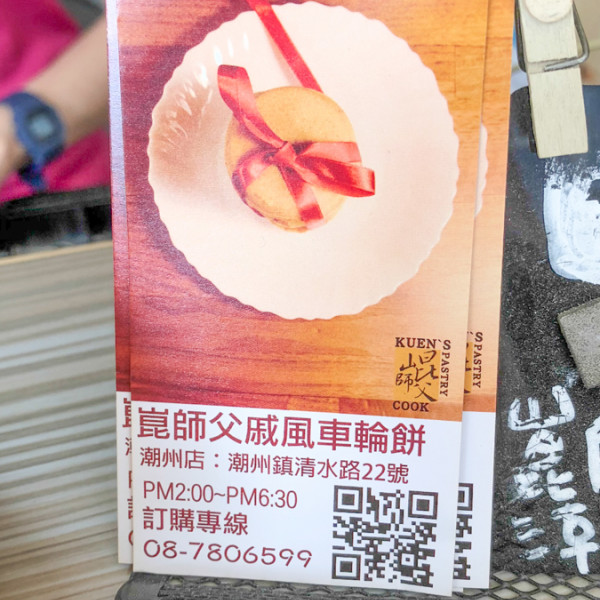 KUEN'S
PASTRY
崑師父
COOK
崑師父戚風車輪餅
潮州店：潮州鎮清水路22號
PM2:00~PM6:30
訂購專線
08-7806599
'S
PASTRY